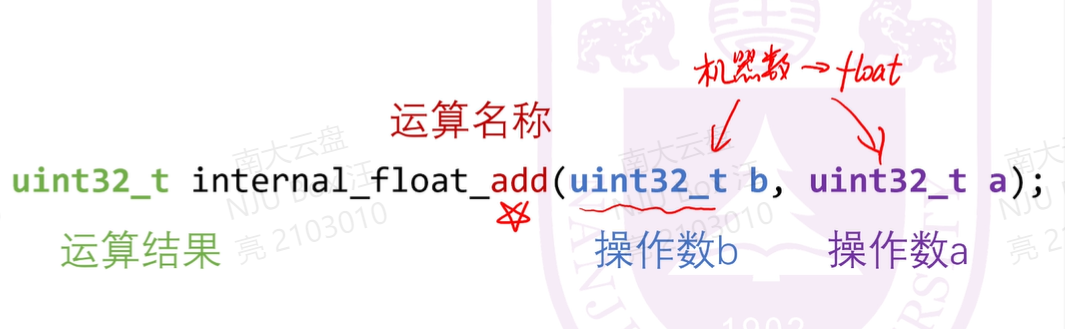 机器数→float
运算名称
uint32_t internal_float_add(uint32_t b, uint32_t a);
运算结果
操作数b
操作数a
南大云盘
NJU box 汪
亮 2103010
南大云盘
NJU box 汪
亮 2103010
南大
NJU
亮 2
1902